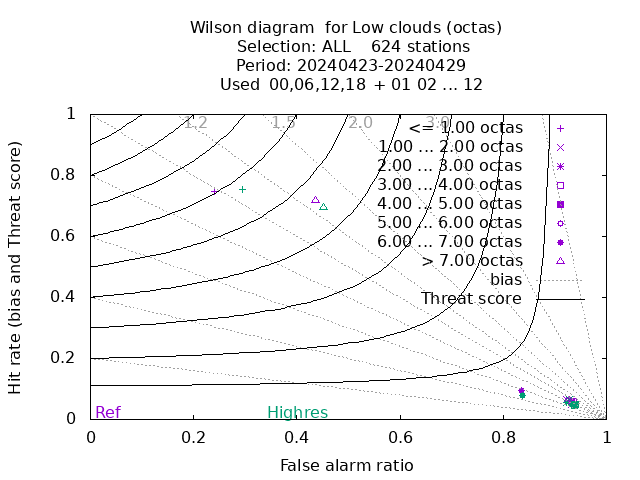 Wilson diagram  for Low clouds (octas)
Selection: ALL    624 stations
Period: 20240423-20240429
Used  00,06,12,18  + 01 02 ... 12
Hit rate (bias and Threat score)
1
0.8
0.6
0.4
0.2
0
1.2
1.5
2.0
3.0
<= 1.00 octas
1.00 ... 2.00 octas
2.00 ... 3.00 octas
3.00 ... 4.00 octas
4.00 ... 5.00 octas
5.00 ... 6.00 octas
6.00 ... 7.00 octas
> 7.00 octas
bias
Threat score
Ref
Highres
0
0.2
0.4
0.6
0.8
1
False alarm ratio